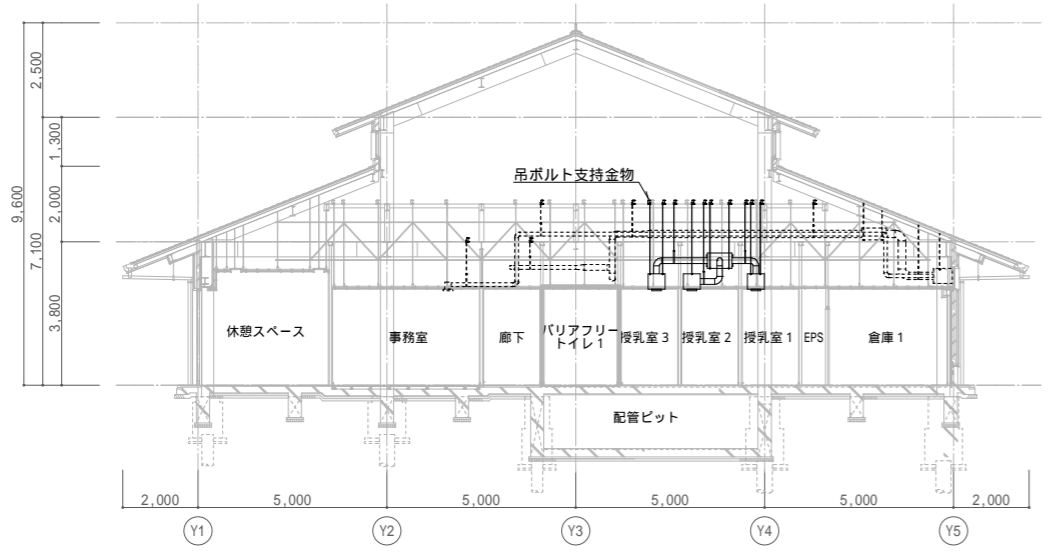 2,500
1,300
2,000
3,800
9,600
7,100
吊ボルト支持金物
休憩スペース
事務室
廊下
バリアフリー
トイレ1
授乳室3
授乳室2
授乳室1
EPS
倉庫1
配管ピット
2,000
5,000
5,000
5,000
5,000
2,000
Y1
Y2
Y3
Y4
Y5